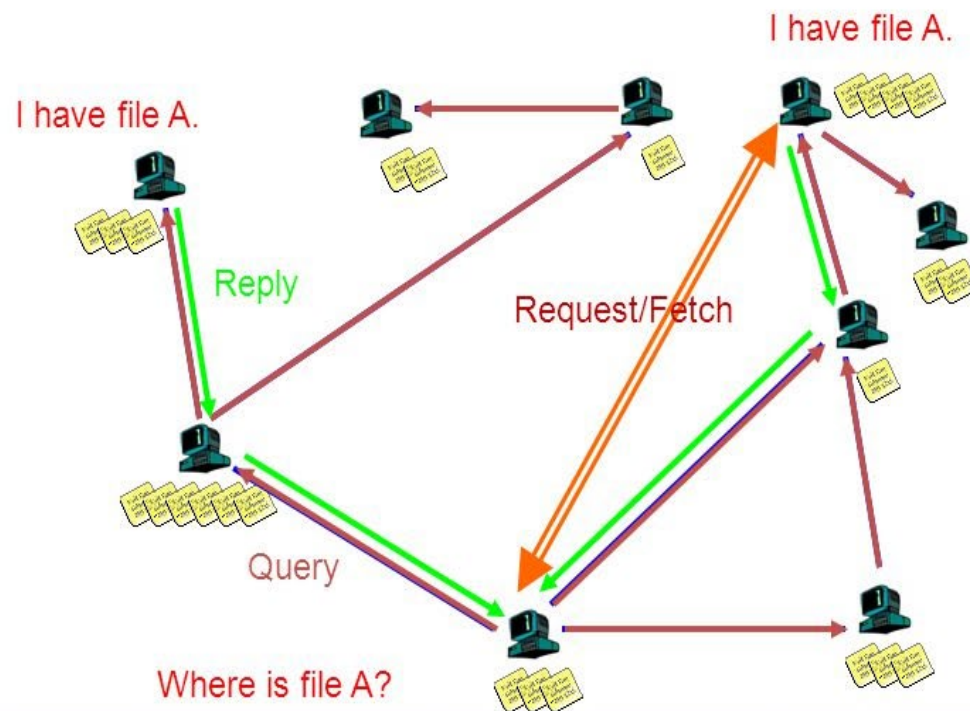 I have file A.
I have file A.
Reply
Request/Fetch
Query
Where is file A?